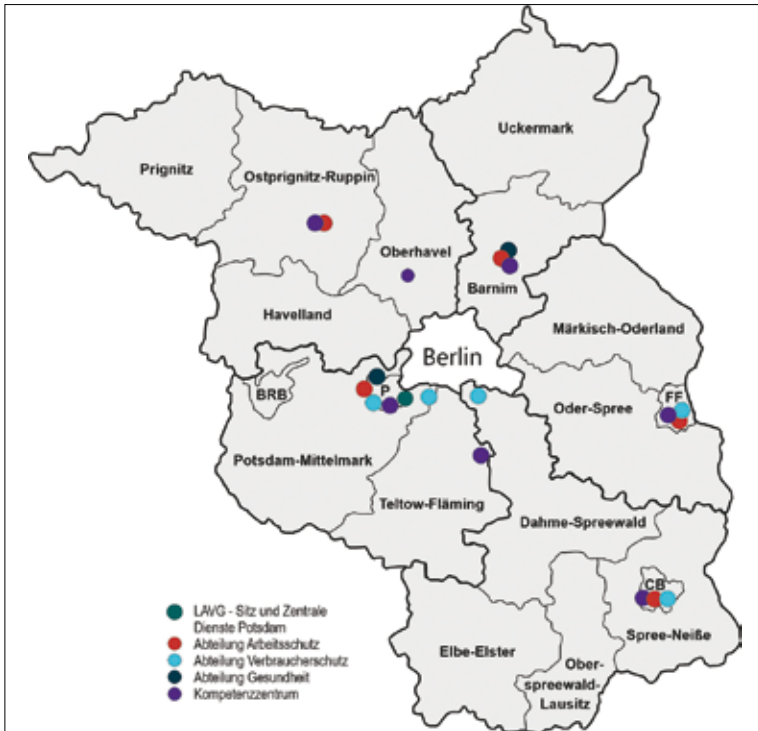 Uckermark
Prignitz
Ostprignitz-Ruppin
Oberhavel
Barnim
Havelland
Märkisch-Oderland
Berlin
BRB
P
FF
Oder-Spree
Potsdam-Mittelmark
Teltow-Fläming
Dahme-Spreewald
CB
Spree-Neiße
Elbe-Elster
Ober-
spreewald-
Lausitz
LAVG - Sitz und Zentrale
Dienste Potsdam
Abteilung Arbeitsschutz
Abteilung Verbraucherschutz
Abteilung Gesundheit
Kompetenzzentrum